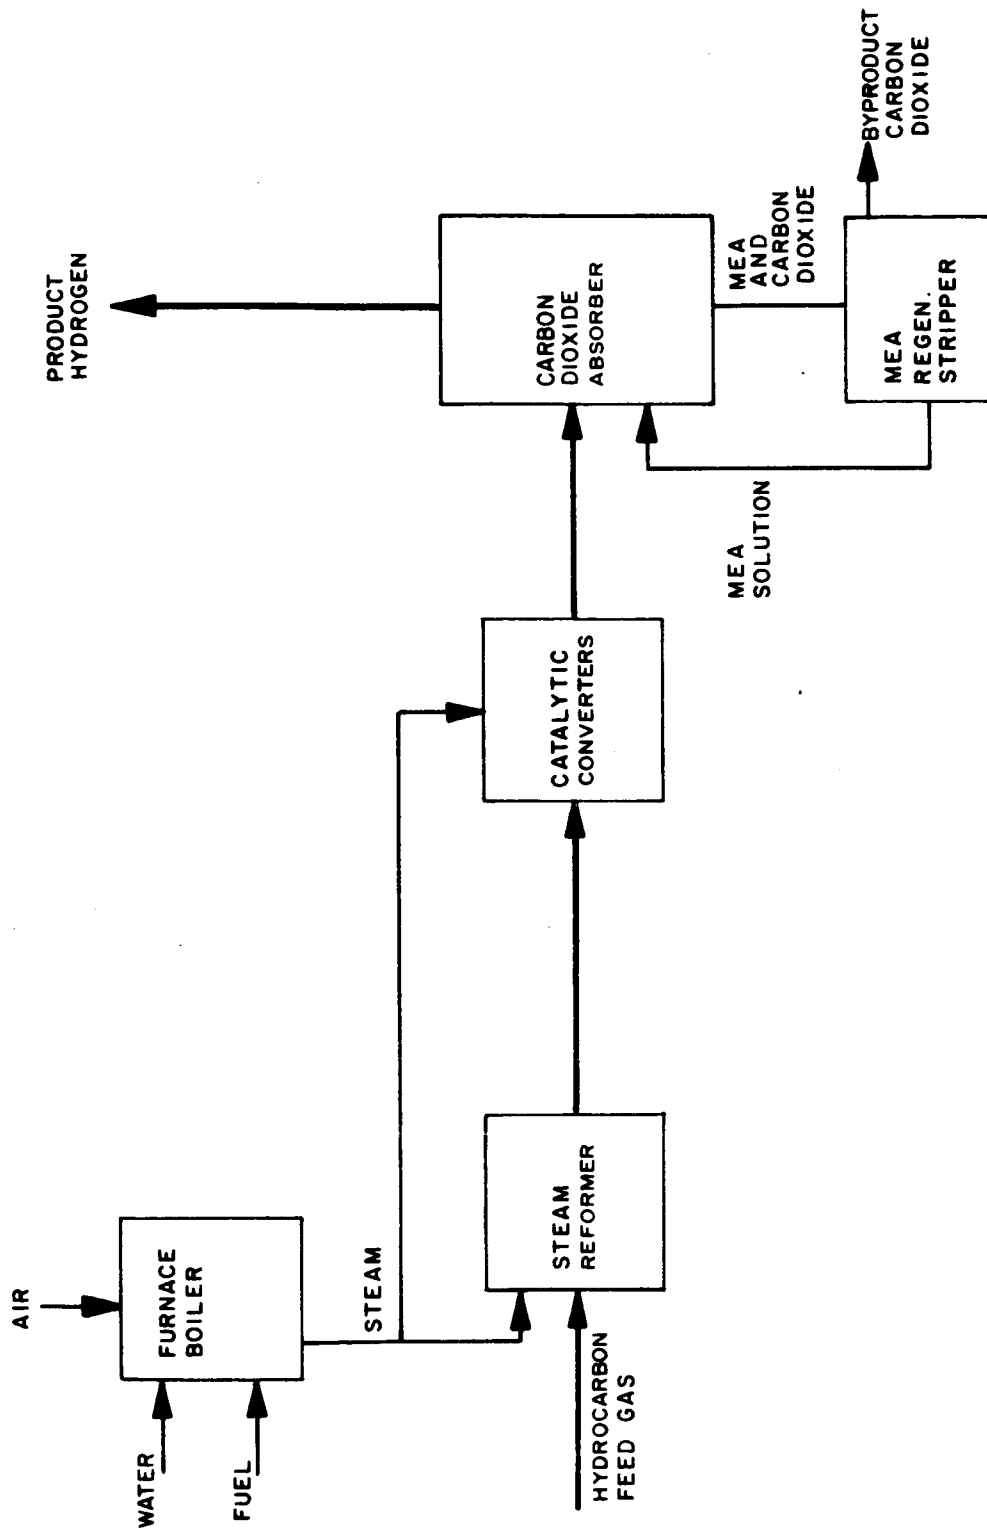 AIR
WATER
FUEL
FURNACE
BOILER
STEAM
HYDROCARBON
FEED GAS
STEAM
REFORMER
CATALYTIC
CONVERTERS
PRODUCT
HYDROGEN
CARBON
DIOXIDE
ABSORBER
MEA
SOLUTION
MEA
AND
CARBON
DIOXIDE
MEA
REGEN.
STRIPPER
BYPRODUCT
CARBON
DIOXIDE